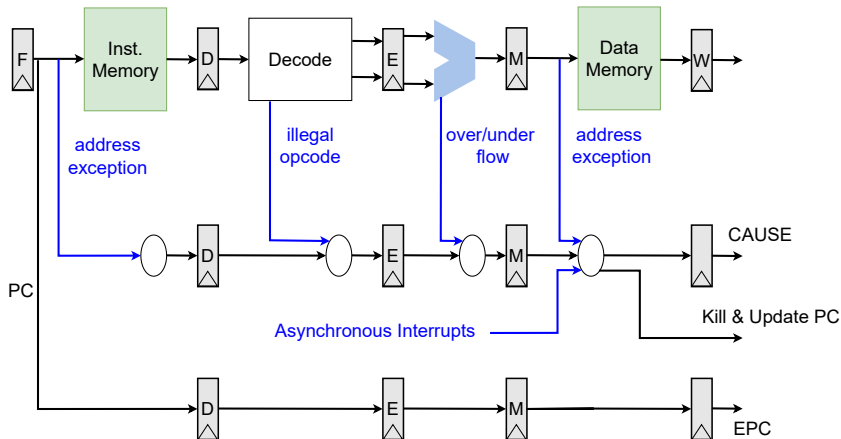 F
Inst.
Memory
D
Decode
E
M
Data
Memory
W
address
exception
illegal
opcode
over/under
flow
address
exception
D
E
M
CAUSE
PC
Asynchronous Interrupts
Kill & Update PC
D
E
M
EPC